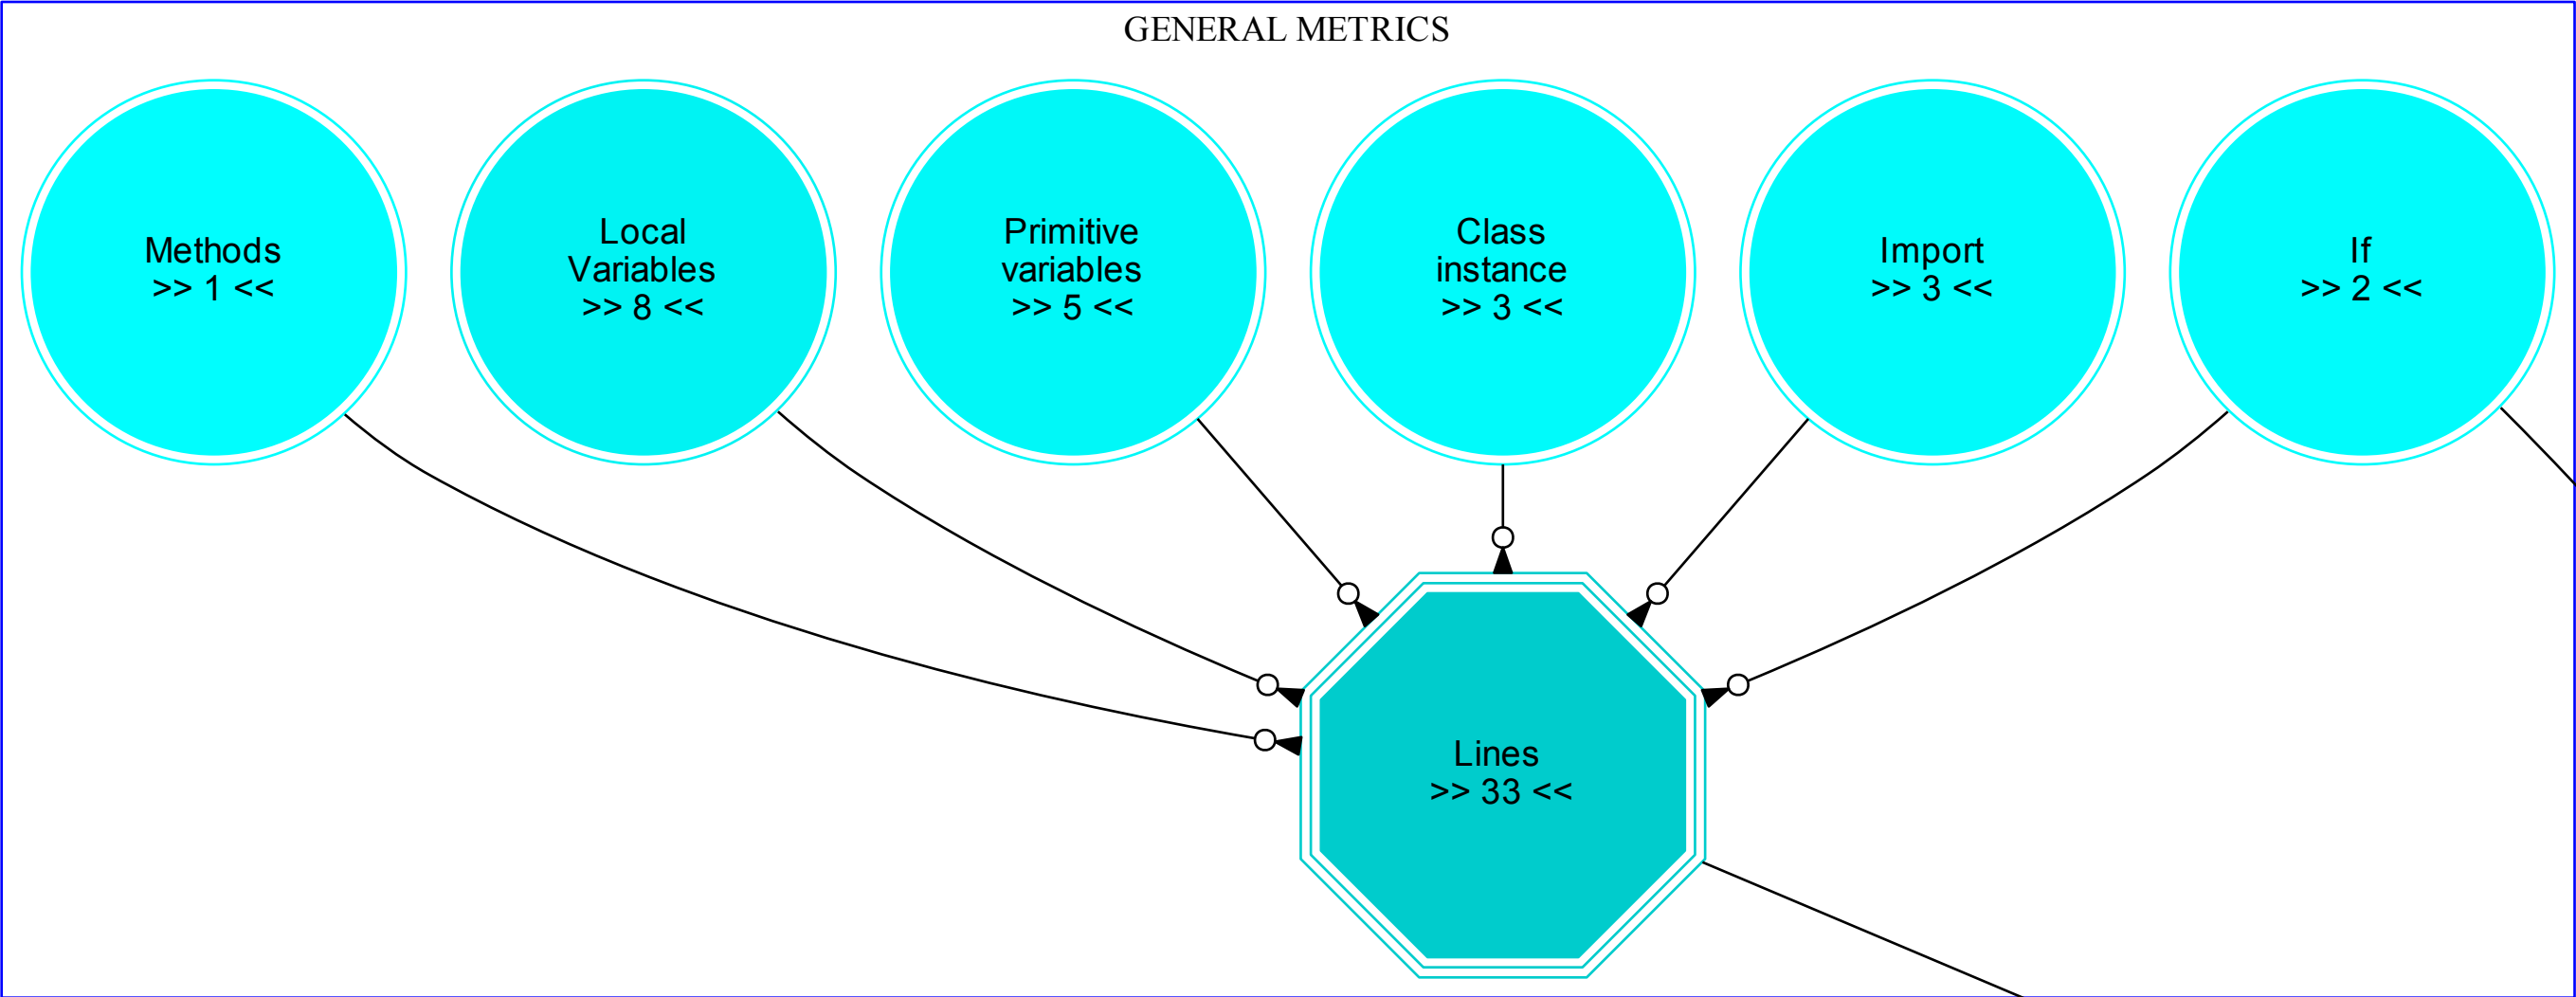 GENERAL METRICS
Methods
>> 1 <<
Local
Variables
>> 8 <<
Primitive
variables
>> 5 <<
Class
instance
>> 3 <<
Import
>> 3 <<
If
>> 2 <<
Lines
>> 33 <<